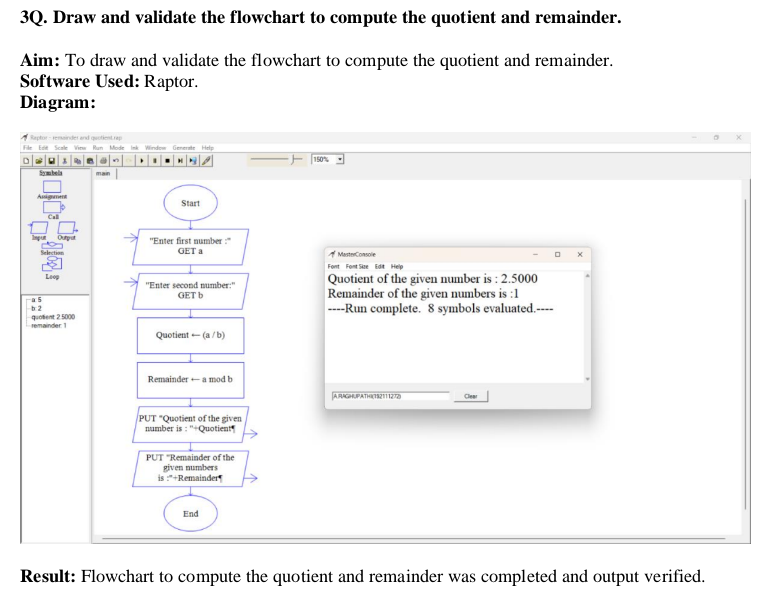 3Q. Draw and validate the flowchart to compute the quotient and remainder.
Aim: To draw and validate the flowchart to compute the quotient and remainder.
Software Used: Raptor.
Diagram:
Raptor - remainder and quotient.rap
File Edit Scale View Run Mode Ink Window Generate Help
150%
Symbols
main
Assignment
Call
Input Output
Selection
Loop
a: 5
b: 2
quotient: 2.5000
remainder: 1
Start
"Enter first number :"
GET a
"Enter second number:"
GET b
Quotient ← (a / b)
Remainder ← a mod b
PUT "Quotient of the given
number is : "+Quotient¶
PUT "Remainder of the
given numbers
is :"+Remainder¶
End
MasterConsole
Font Font Size Edit Help
Quotient of the given number is : 2.5000
Remainder of the given numbers is :1
----Run complete. 8 symbols evaluated.----
A.RAGHUPATHI(192111272)
Clear
Result: Flowchart to compute the quotient and remainder was completed and output verified.